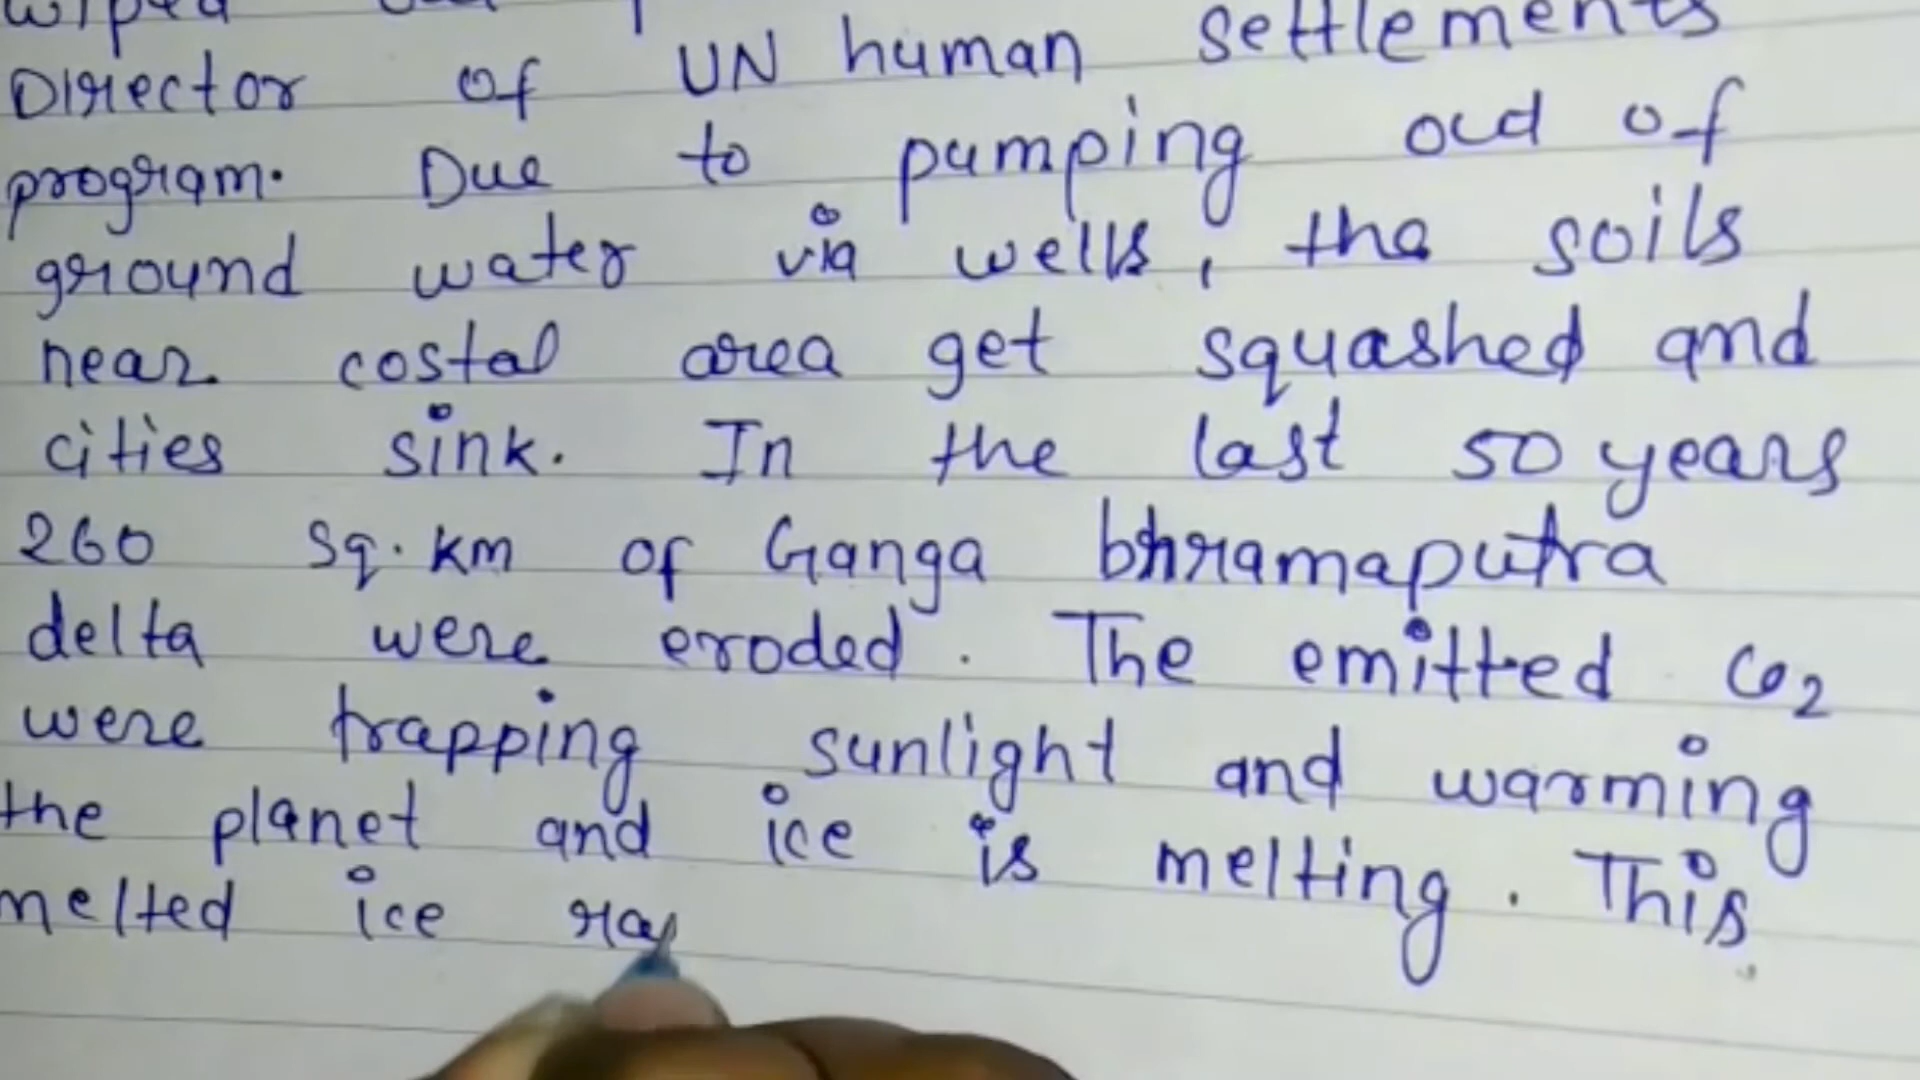 wiped
Director of UN human settlements
program. Due to pumping out of
ground water via wells, the soils
near costal area get squashed and
cities sink. In the last 50 years
260 sq. km of Ganga bhramaputra
delta were eroded. The emitted CO2
were trapping sunlight and warming
the planet and ice is melting. This
melted ice